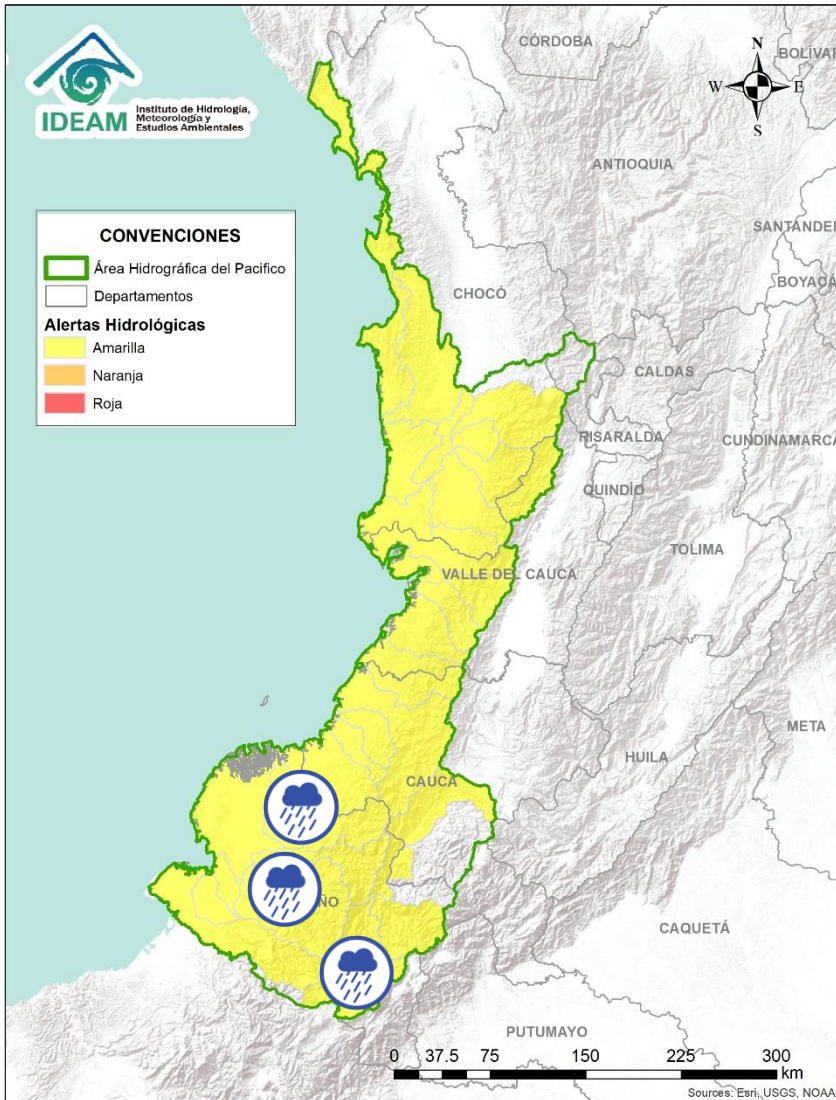 IDEAM
Instituto de Hidrología,
Meteorología y
Estudios Ambientales
CÓRDOBA
BOLÍVAR
N
W
E
S
ANTIOQUIA
SANTANDER
BOYACÁ
CONVENCIONES
Área Hidrográfica del Pacifico
Departamentos
Alertas Hidrológicas
Amarilla
Naranja
Roja
CHOCÓ
CALDAS
RISARALDA
CUNDINAMARCA
QUINDÍO
TOLIMA
VALLE DEL CAUCA
META
HUILA
CAUCA
ÑO
CAQUETÁ
PUTUMAYO
0 37.5 75 150 225 300
km
Sources: Esri, USGS, NOAA